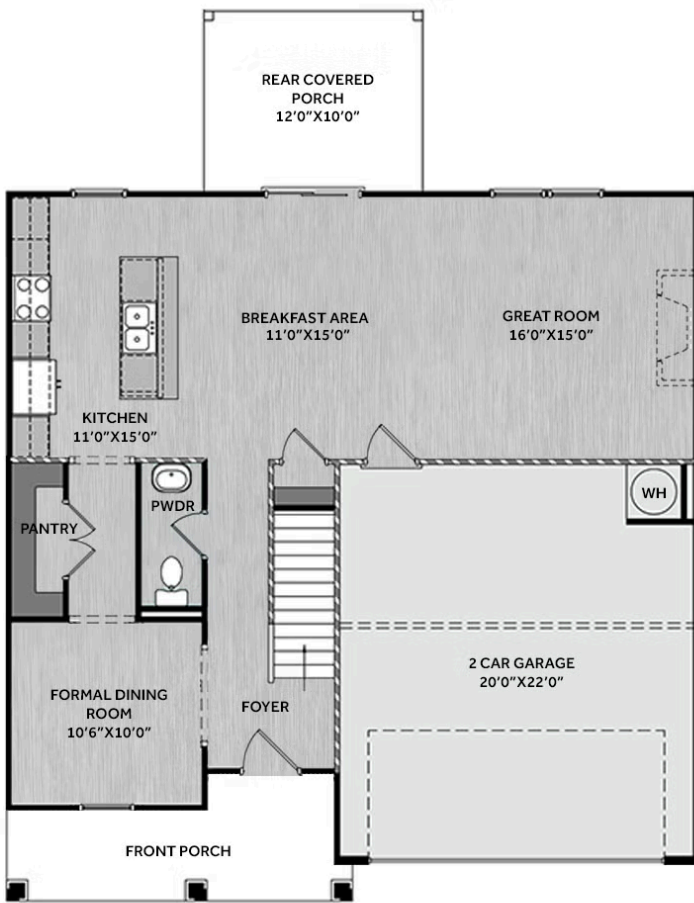 REAR COVERED
PORCH
12'0"X10'0"
BREAKFAST AREA
11'0"X15'0"
GREAT ROOM
16'0"X15'0"
KITCHEN
11'0"X15'0"
PANTRY
PWDR
WH
2 CAR GARAGE
20'0"X22'0"
FORMAL DINING
ROOM
10'6"X10'0"
FOYER
FRONT PORCH